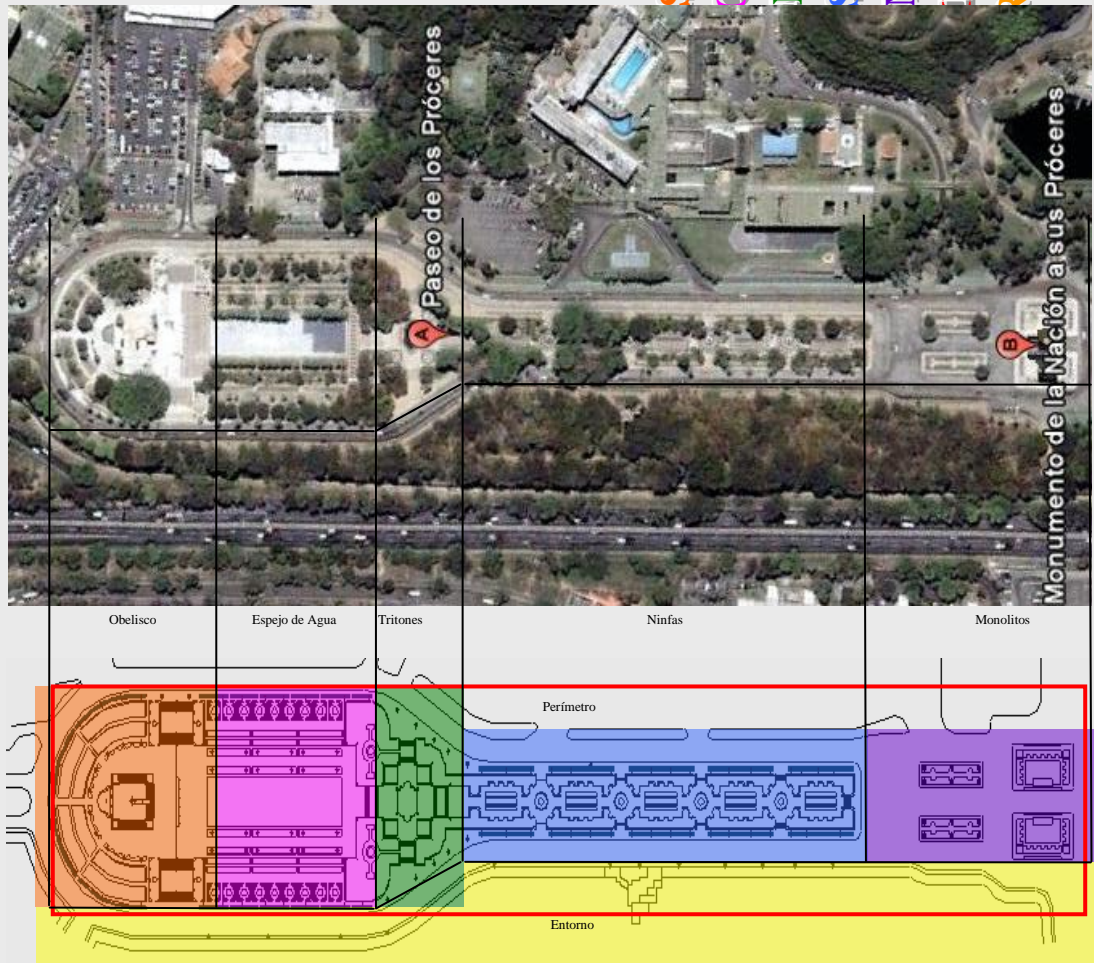 Paseo de los Próceres
Monumento de la Nación a sus Próceres
A
B
Obelisco
Espejo de Agua
Tritones
Ninfas
Monolitos
Perímetro
Entorno